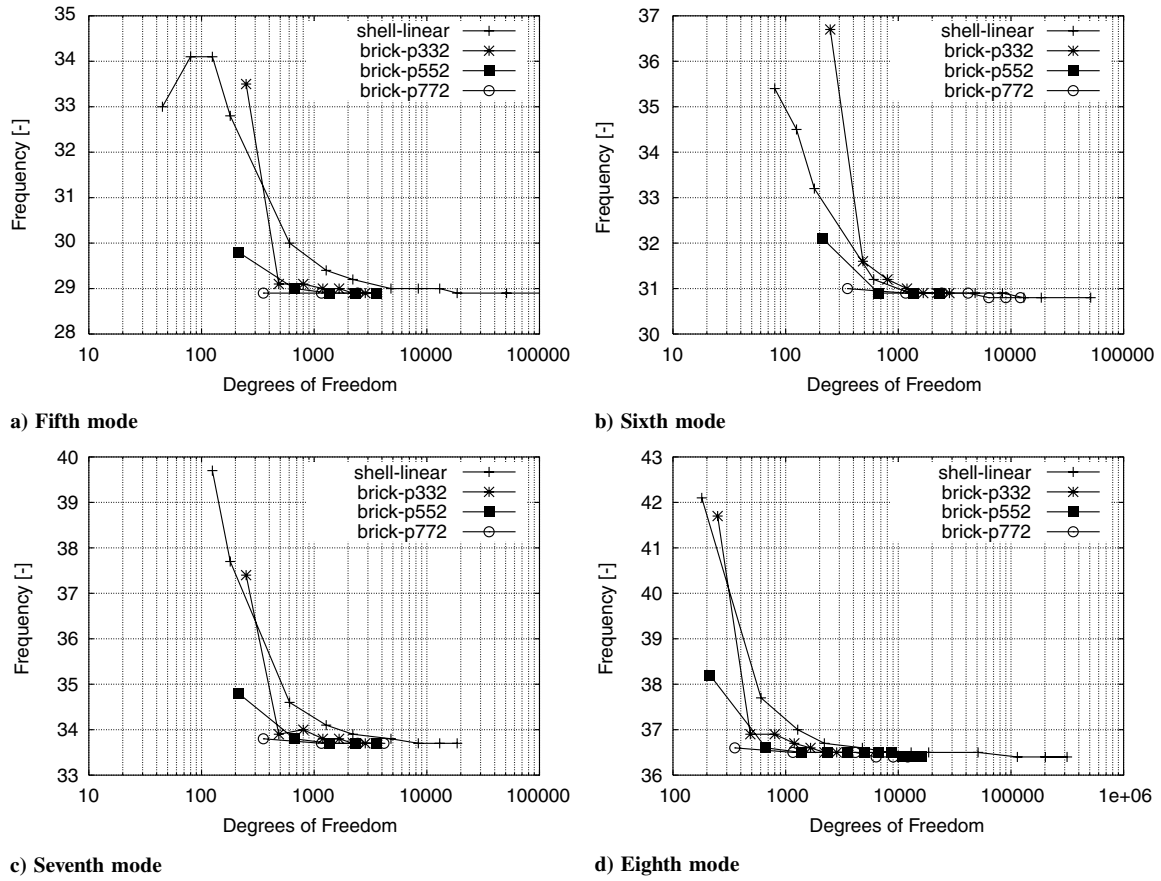 35
34
33
32
31
30
29
28
Frequency [-]
shell-linear
brick-p332
brick-p552
brick-p772
10 100 1000 10000 100000
Degrees of Freedom
a) Fifth mode
37
36
35
34
33
32
31
30
Frequency [-]
shell-linear
brick-p332
brick-p552
brick-p772
10 100 1000 10000 100000
Degrees of Freedom
b) Sixth mode
40
39
38
37
36
35
34
33
Frequency [-]
shell-linear
brick-p332
brick-p552
brick-p772
10 100 1000 10000 100000
Degrees of Freedom
c) Seventh mode
43
42
41
40
39
38
37
36
Frequency [-]
shell-linear
brick-p332
brick-p552
brick-p772
10 100 1000 10000 100000 1e+06
Degrees of Freedom
d) Eighth mode